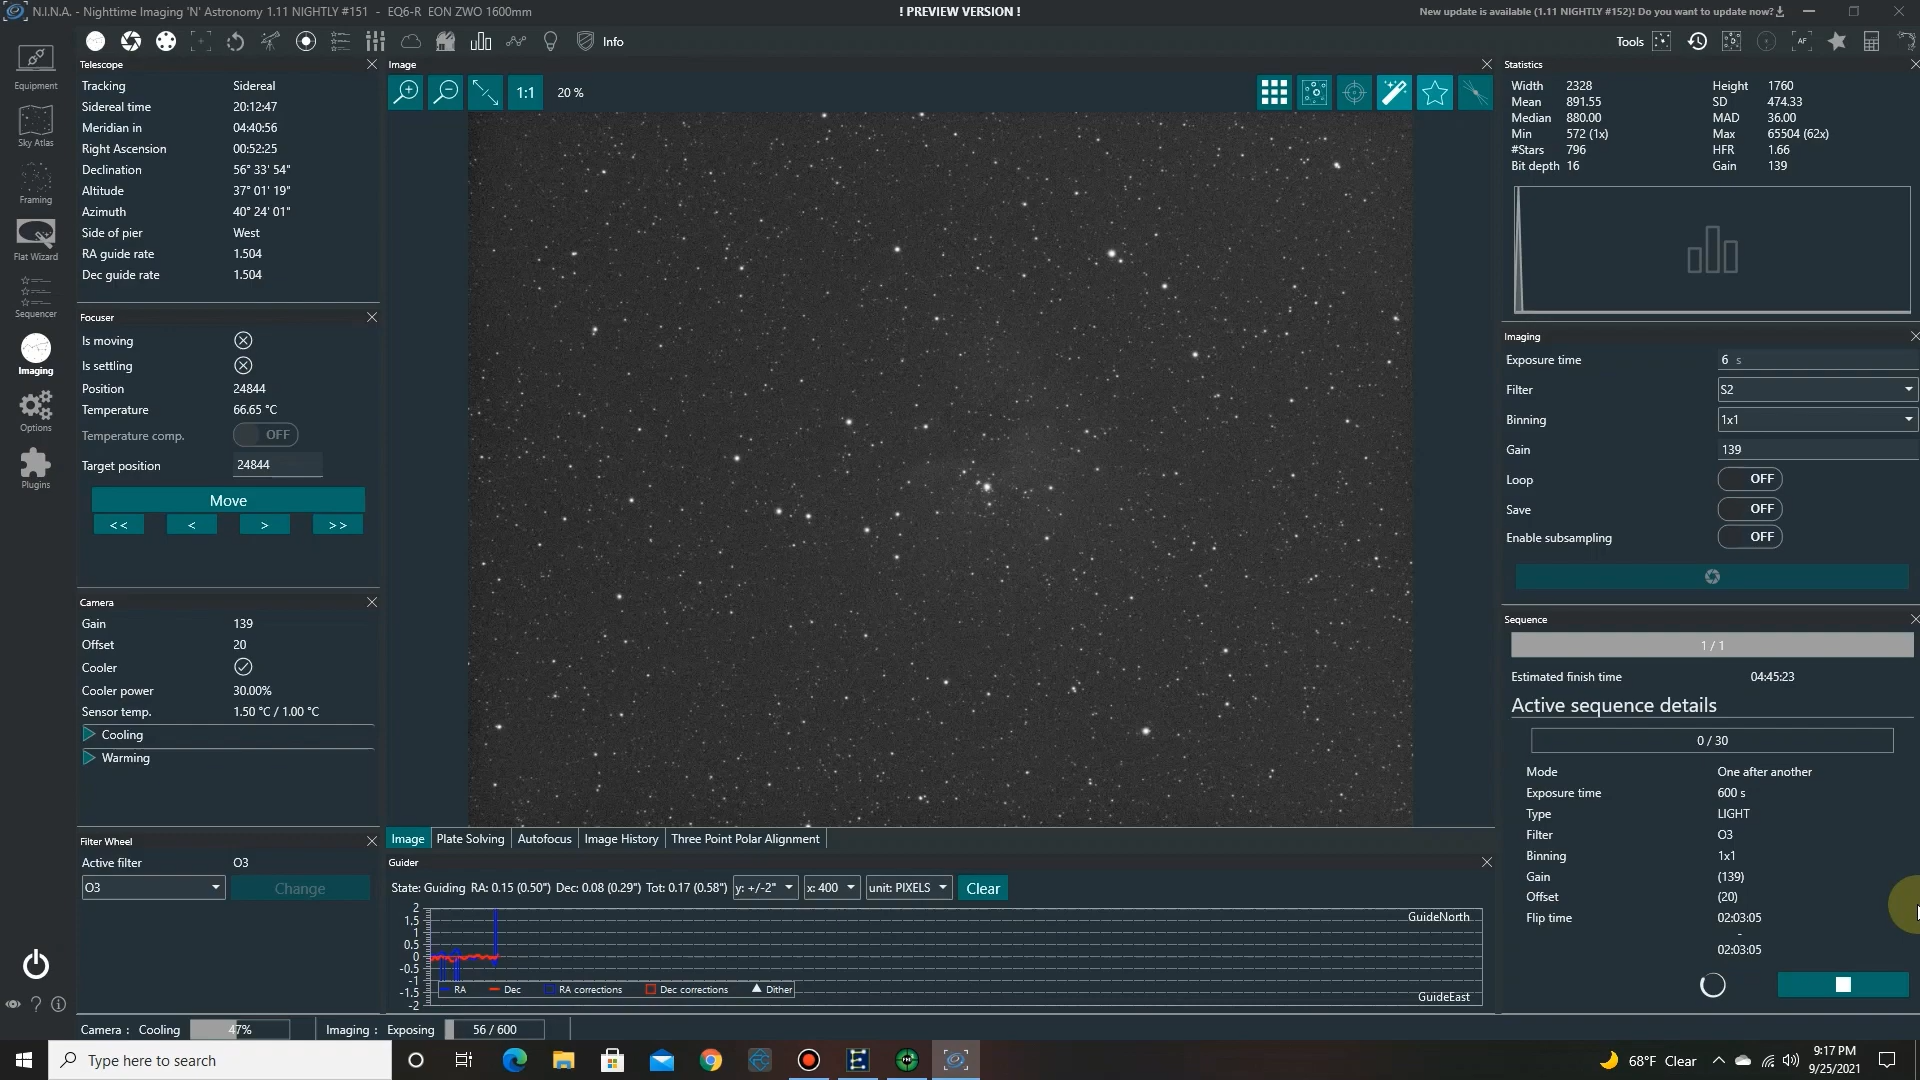 N.I.N.A. - Nighttime Imaging 'N' Astronomy 1.11 NIGHTLY #151 - EQ6-R EON ZWO 1600mm
! PREVIEW VERSION !
New update is available (1.11 NIGHTLY #152)! Do you want to update now?
Info
Tools
Equipment
Sky Atlas
Framing
Flat Wizard
Sequencer
Imaging
Options
Plugins
Telescope
Tracking Sidereal
Sidereal time 20:12:47
Meridian in 04:40:56
Right Ascension 00:52:25
Declination 56° 33' 54"
Altitude 37° 01' 19"
Azimuth 40° 24' 01"
Side of pier West
RA guide rate 1.504
Dec guide rate 1.504
Focuser
Is moving
Is settling
Position 24844
Temperature 66.65 °C
Temperature comp. OFF
Target position 24844
Move
<< < > >>
Camera
Gain 139
Offset 20
Cooler
Cooler power 30.00%
Sensor temp. 1.50 °C / 1.00 °C
Cooling
Warming
Filter Wheel
Active filter O3
O3 Change
Image
1:1 20 %
Image Plate Solving Autofocus Image History Three Point Polar Alignment
Guider
State: Guiding RA: 0.15 (0.50") Dec: 0.08 (0.29") Tot: 0.17 (0.58") y: +/-2" x: 400 unit: PIXELS Clear
2
1.5
1
0.5
0
-0.5
-1
-1.5
-2
GuideNorth
GuideEast
RA Dec RA corrections Dec corrections Dither
Statistics
Width 2328 Height 1760
Mean 891.55 SD 474.33
Median 880.00 MAD 36.00
Min 572 (1x) Max 65504 (62x)
#Stars 796 HFR 1.66
Bit depth 16 Gain 139
Imaging
Exposure time 6 s
Filter S2
Binning 1x1
Gain 139
Loop OFF
Save OFF
Enable subsampling OFF
Sequence
1 / 1
Estimated finish time 04:45:23
Active sequence details
0 / 30
Mode One after another
Exposure time 600 s
Type LIGHT
Filter O3
Binning 1x1
Gain (139)
Offset (20)
Flip time 02:03:05
-
02:03:05
Camera : Cooling 47% Imaging : Exposing 56 / 600
Type here to search
68°F Clear
9:17 PM
9/25/2021